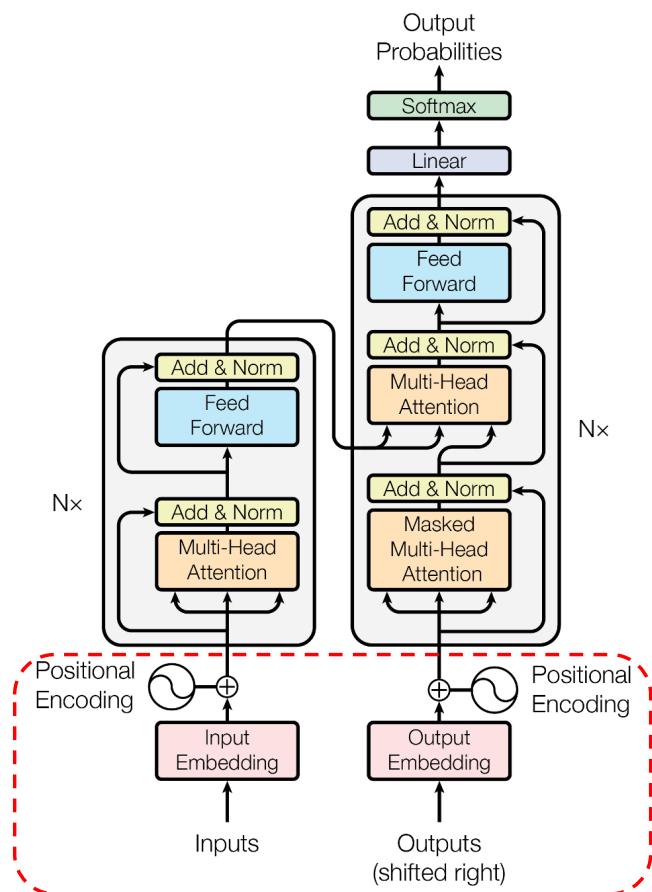 Output
Probabilities
Softmax
Linear
Add & Norm
Feed
Forward
Add & Norm
Multi-Head
Attention
Add & Norm
Masked
Multi-Head
Attention
N×
Add & Norm
Feed
Forward
Add & Norm
Multi-Head
Attention
N×
Positional
Encoding
Input
Embedding
Inputs
Positional
Encoding
Output
Embedding
Outputs
(shifted right)